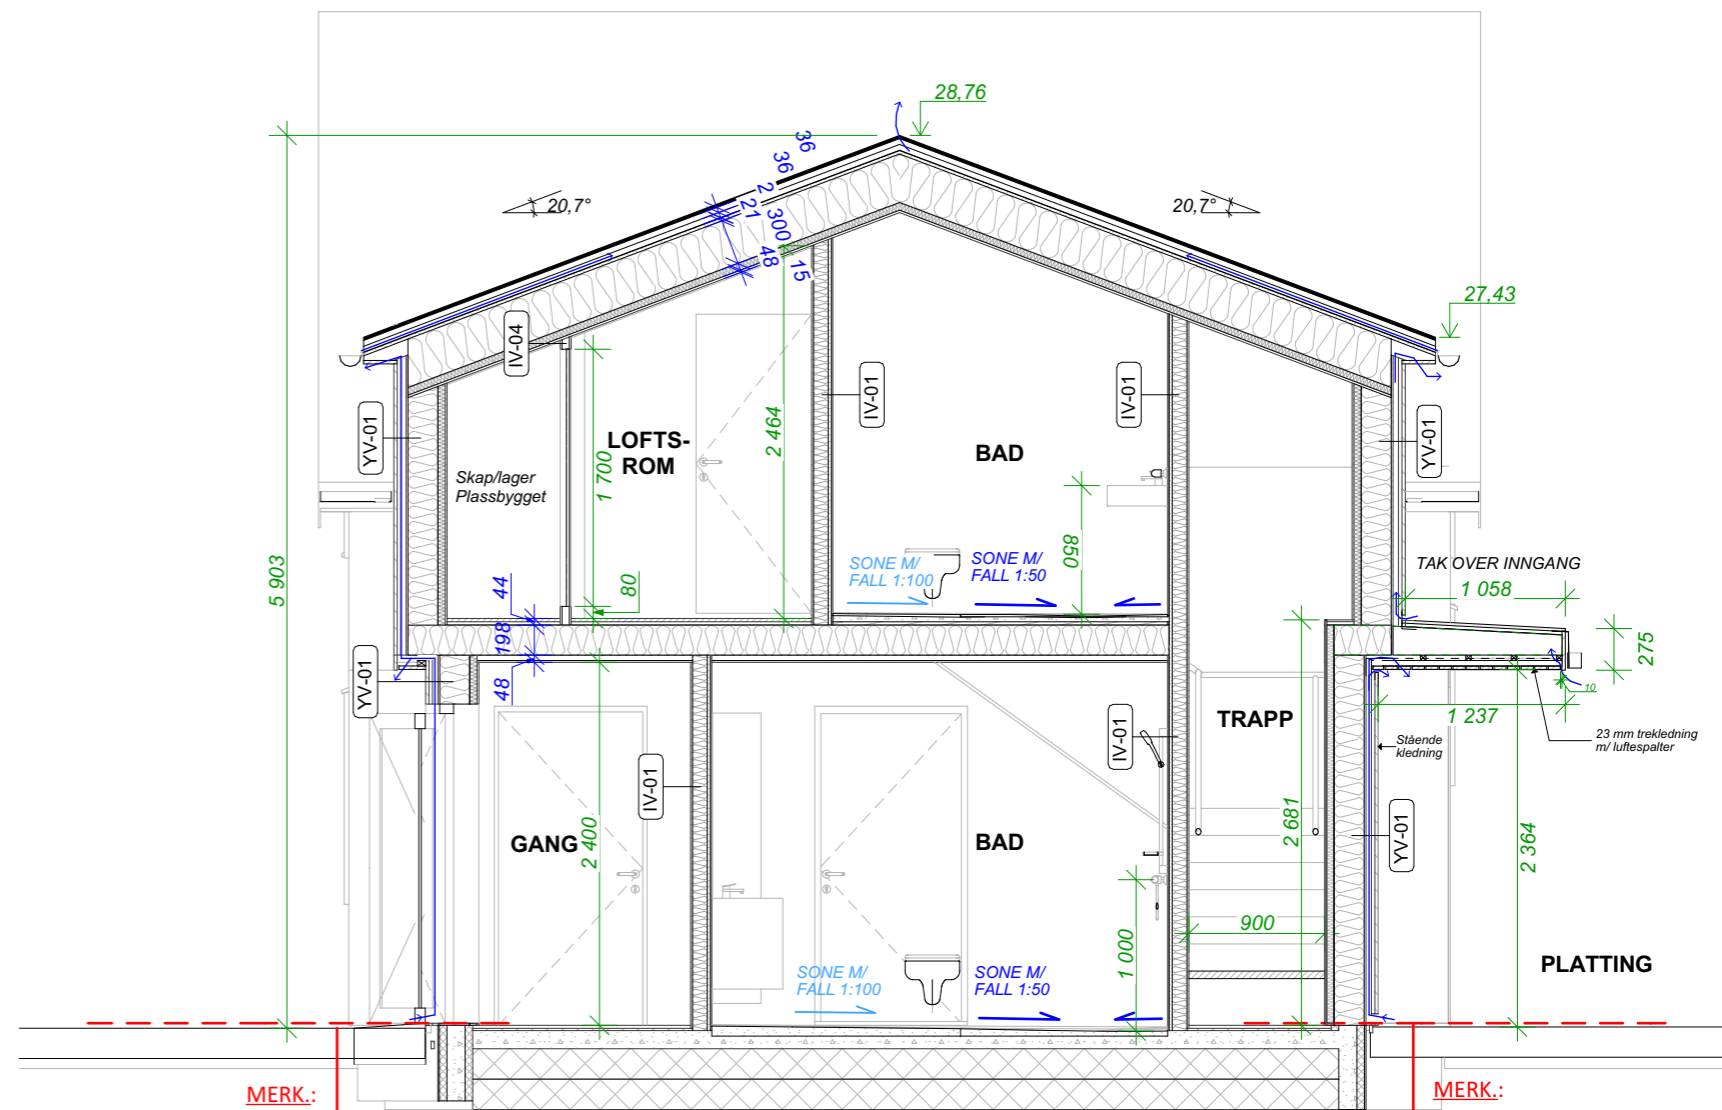 28,76
36
36
2
21
300
48
15
20,7°
20,7°
27,43
IV-04
YV-01
LOFTS-
ROM
Skap/lager
Plassbygget
1 700
2 464
IV-01
BAD
IV-01
YV-01
5 903
44
80
198
48
SONE M/
FALL 1:100
SONE M/
FALL 1:50
850
TAK OVER INNGANG
1 058
275
10
1 237
YV-01
GANG
2 400
IV-01
BAD
IV-01
TRAPP
2 681
900
1 000
SONE M/
FALL 1:100
SONE M/
FALL 1:50
Stående
kledning
23 mm trekledning
m/ luftespalter
YV-01
2 364
PLATTING
MERK.:
MERK.: